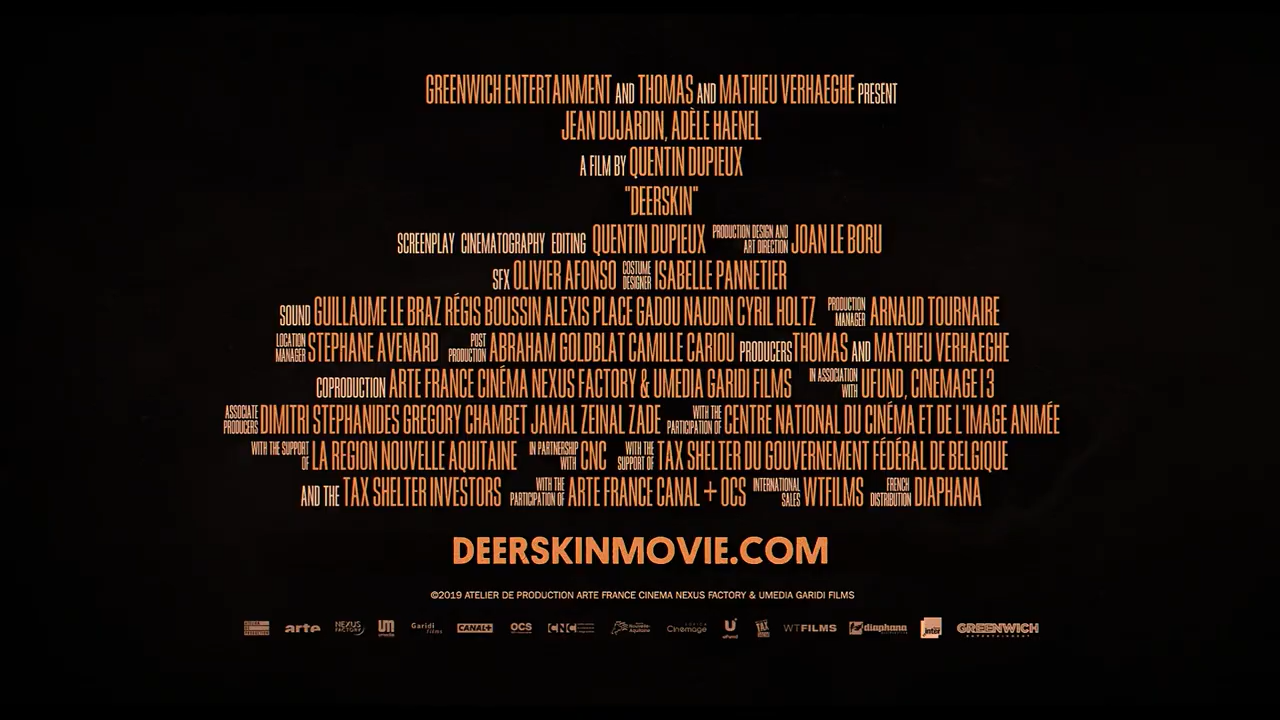 GREENWICH ENTERTAINMENT AND THOMAS AND MATHIEU VERHAEGHE PRESENT
JEAN DUJARDIN, ADÈLE HAENEL
A FILM BY QUENTIN DUPIEUX
"DEERSKIN"
SCREENPLAY CINEMATOGRAPHY EDITING QUENTIN DUPIEUX PRODUCTION DESIGN AND ART DIRECTION JOAN LE BORU
SFX OLIVIER AFONSO COSTUME DESIGNER ISABELLE PANNETIER
SOUND GUILLAUME LE BRAZ RÉGIS BOUSSIN ALEXIS PLACE GADOU NAUDIN CYRIL HOLTZ PRODUCTION MANAGER ARNAUD TOURNAIRE
LOCATION MANAGER STEPHANE AVENARD POST PRODUCTION ABRAHAM GOLDBLAT CAMILLE CARIOU PRODUCERS THOMAS AND MATHIEU VERHAEGHE
COPRODUCTION ARTE FRANCE CINÉMA NEXUS FACTORY & UMEDIA GARIDI FILMS IN ASSOCIATION WITH UFUND, CINEMAGE13
ASSOCIATE PRODUCERS DIMITRI STEPHANIDES GREGORY CHAMBET JAMAL ZEINAL ZADE WITH THE PARTICIPATION OF CENTRE NATIONAL DU CINÉMA ET DE L'IMAGE ANIMÉE
WITH THE SUPPORT OF LA REGION NOUVELLE AQUITAINE IN PARTNERSHIP WITH CNC WITH THE SUPPORT OF TAX SHELTER DU GOUVERNEMENT FÉDÉRAL DE BELGIQUE
AND THE TAX SHELTER INVESTORS WITH THE PARTICIPATION OF ARTE FRANCE CANAL + OCS INTERNATIONAL SALES WTFILMS FRENCH DISTRIBUTION DIAPHANA
DEERSKINMOVIE.COM
©2019 ATELIER DE PRODUCTION ARTE FRANCE CINEMA NEXUS FACTORY & UMEDIA GARIDI FILMS
arte NEXUS FACTORY um umedia Garidi films CANAL+ OCS CNC Nouvelle-Aquitaine Cinémage U ufund TAX WTFILMS diaphana inter GREENWICH ENTERTAINMENT